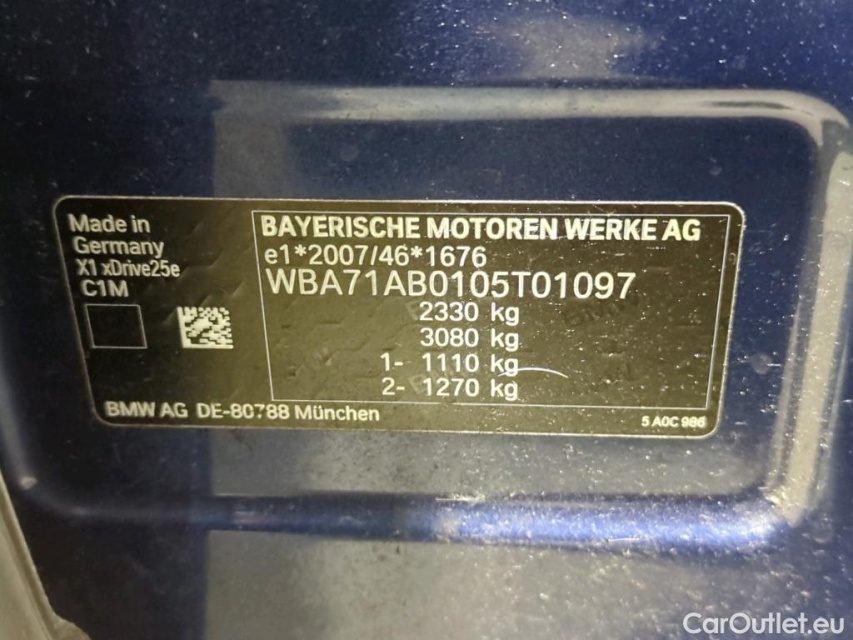 Made in
Germany
X1 xDrive25e
C1M
BAYERISCHE MOTOREN WERKE AG
e1*2007/46*1676
WBA71AB0105T01097
2330 kg
3080 kg
1- 1110 kg
2- 1270 kg
BMW AG DE-80788 München
5 A0C 986
CarOutlet.eu